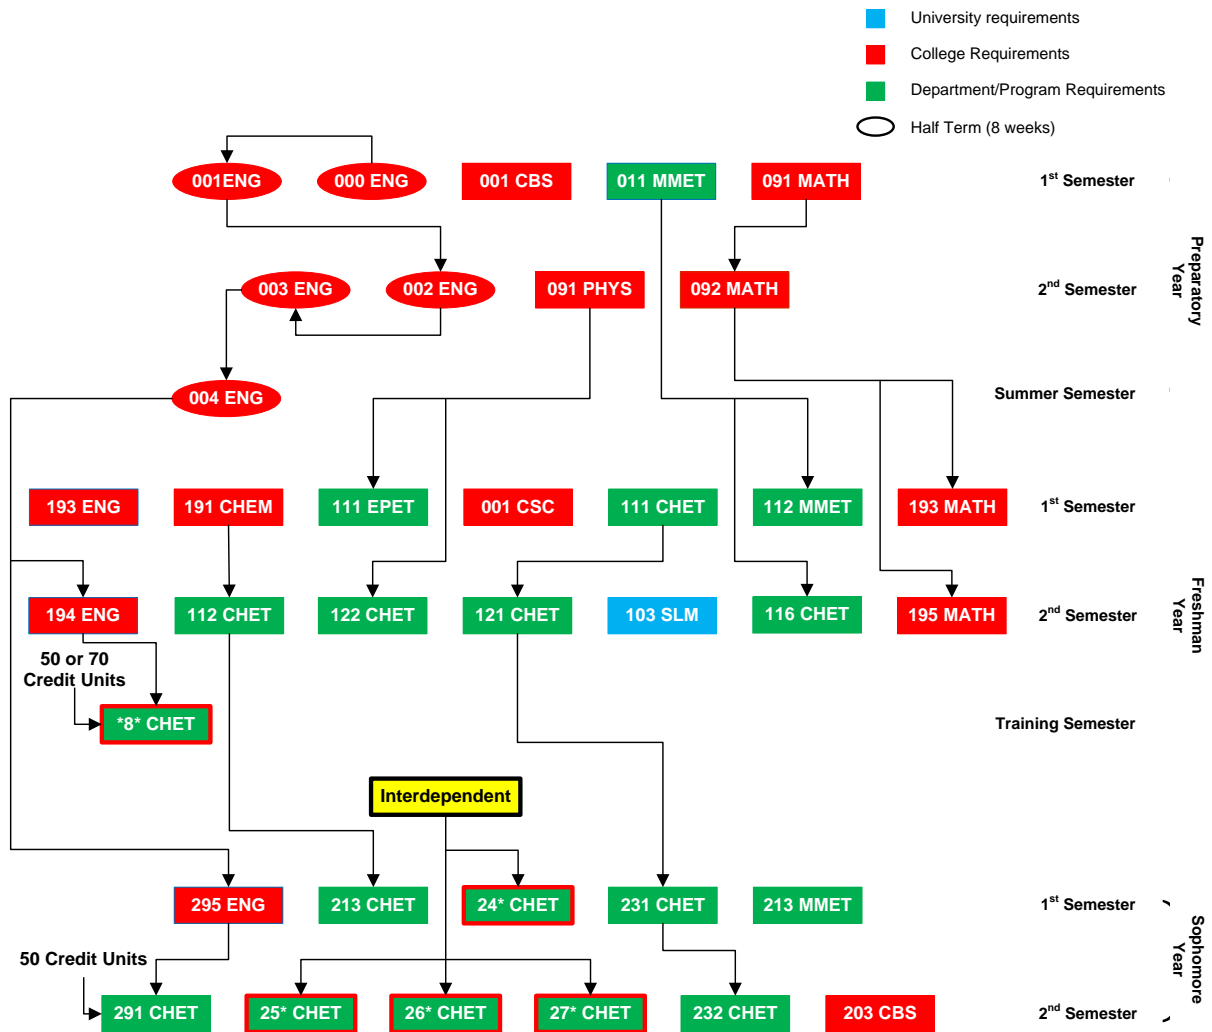 University requirements
College Requirements
Department/Program Requirements
Half Term (8 weeks)
001ENG
000 ENG
001 CBS
011 MMET
091 MATH
1st Semester
003 ENG
002 ENG
091 PHYS
092 MATH
2nd Semester
Preparatory
Year
004 ENG
Summer Semester
193 ENG
191 CHEM
111 EPET
001 CSC
111 CHET
112 MMET
193 MATH
1st Semester
194 ENG
112 CHET
122 CHET
121 CHET
103 SLM
116 CHET
195 MATH
2nd Semester
Freshman
Year
50 or 70
Credit Units
*8* CHET
Training Semester
Interdependent
295 ENG
213 CHET
24* CHET
231 CHET
213 MMET
1st Semester
Sophomore
Year
50 Credit Units
291 CHET
25* CHET
26* CHET
27* CHET
232 CHET
203 CBS
2nd Semester